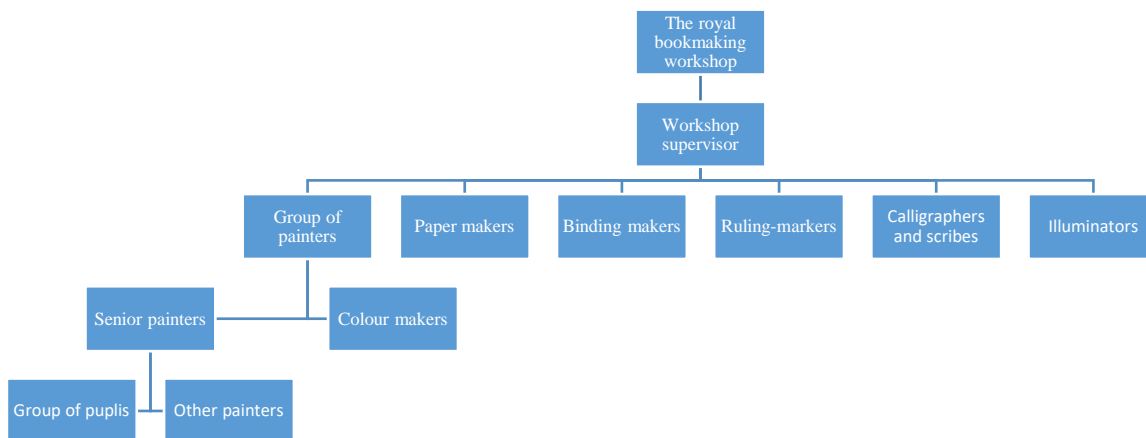 The royal
bookmaking
workshop
Workshop
supervisor
Group of
painters
Paper makers
Binding makers
Ruling-markers
Calligraphers
and scribes
Illuminators
Senior painters
Colour makers
Group of puplis
Other painters